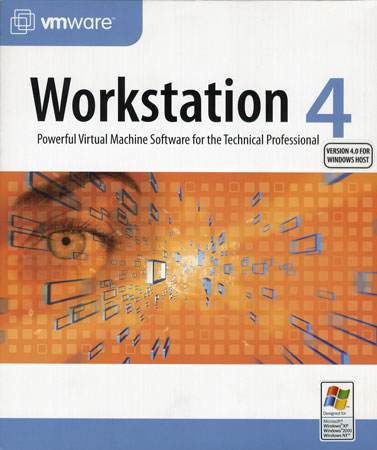 vmware™
Workstation 4
Powerful Virtual Machine Software for the Technical Professional
VERSION 4.0 FOR
WINDOWS HOST
Designed for
Microsoft®
Windows® XP
Windows® 2000
Windows NT®